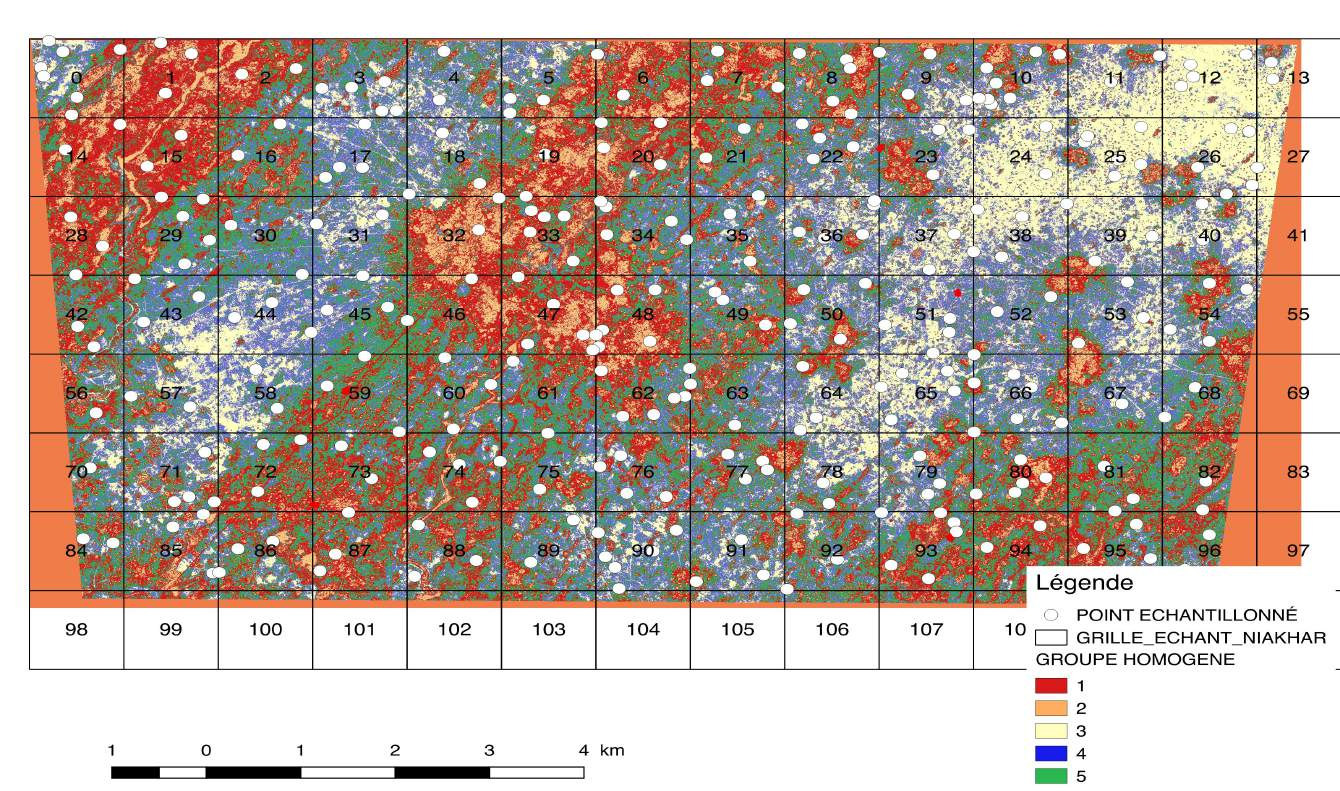 0 1 2 3 4 5 6 7 8 9 10 11 12 13
14 15 16 17 18 19 20 21 22 23 24 25 26 27
28 29 30 31 32 33 34 35 36 37 38 39 40 41
42 43 44 45 46 47 48 49 50 51 52 53 54 55
56 57 58 59 60 61 62 63 64 65 66 67 68 69
70 71 72 73 74 75 76 77 78 79 80 81 82 83
84 85 86 87 88 89 90 91 92 93 94 95 96 97
98 99 100 101 102 103 104 105 106 107 10
Légende
POINT ECHANTILLONNÉ
GRILLE_ECHANT_NIAKHAR
GROUPE HOMOGENE
1
2
3
4
5
1 0 1 2 3 4 km